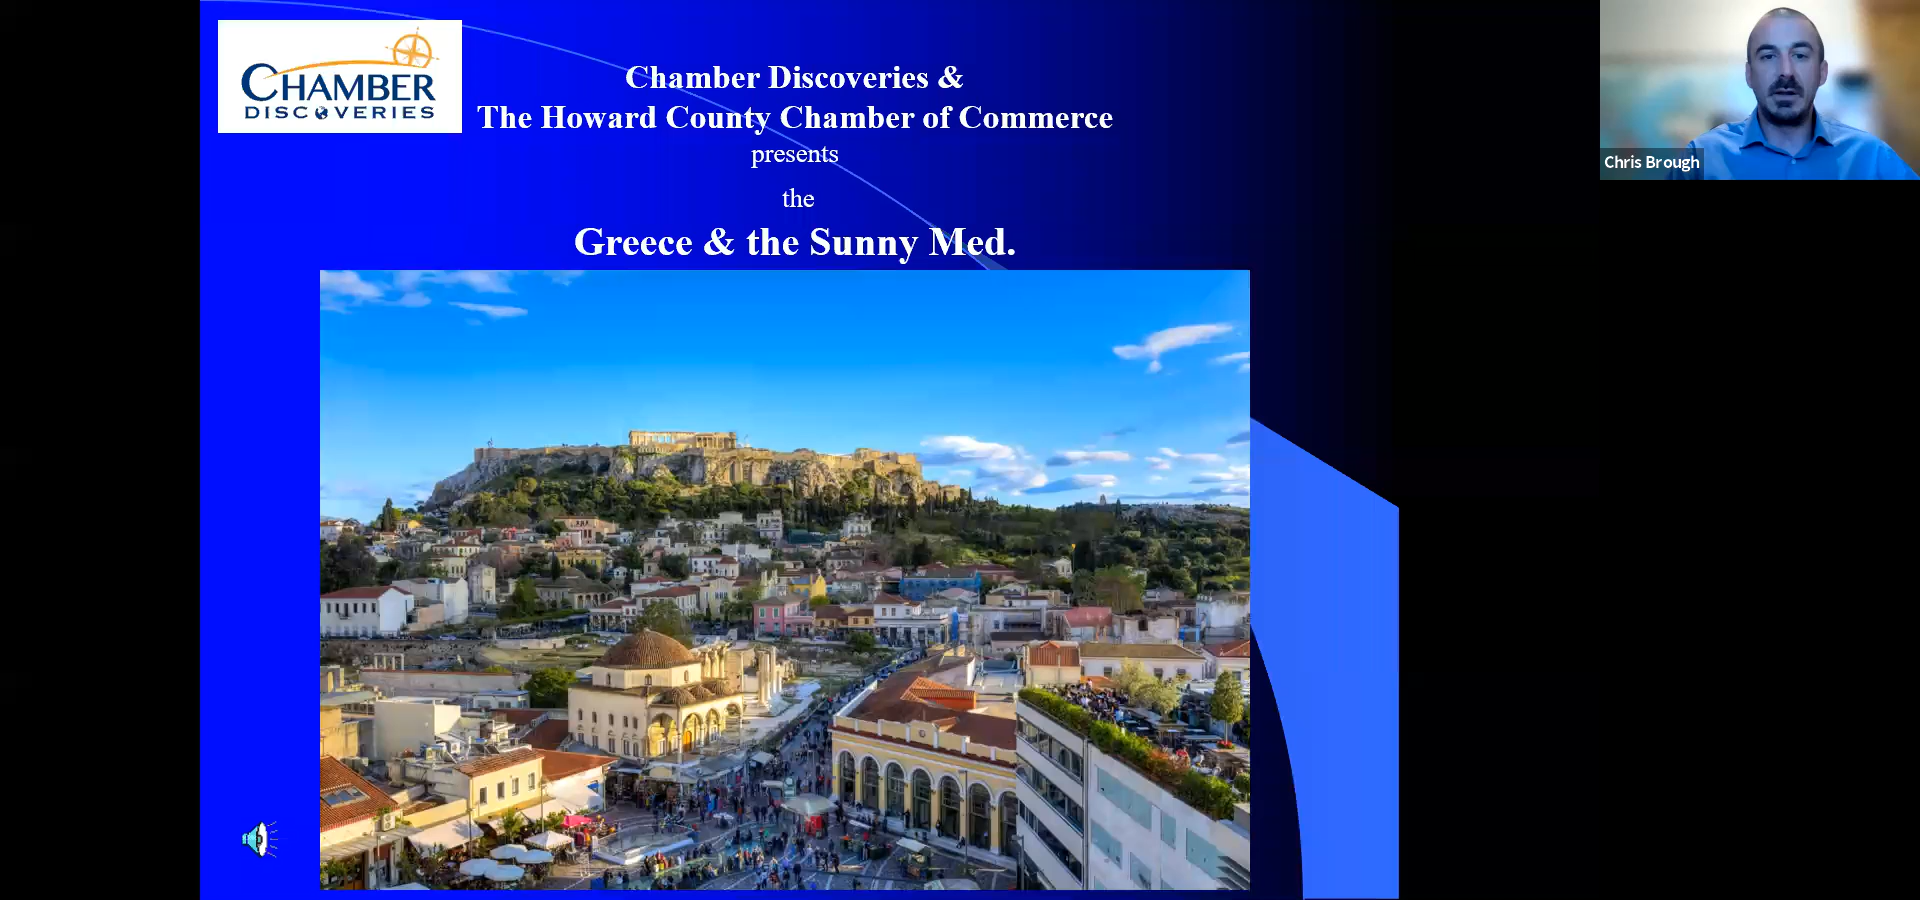 CHAMBER
DISCOVERIES
Chamber Discoveries &
The Howard County Chamber of Commerce
presents
the
Greece & the Sunny Med.
Chris Brough